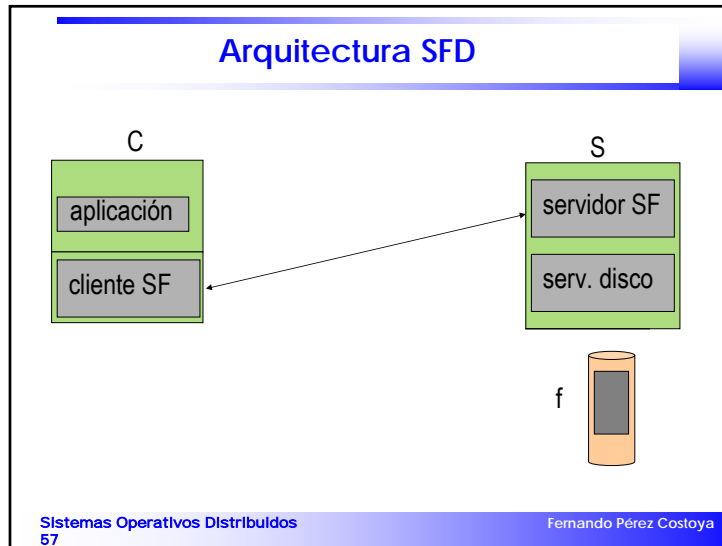 Arquitectura SFD
C
aplicación
cliente SF
S
servidor SF
serv. disco
f
Sistemas Operativos Distribuidos
57
Fernando Pérez Costoya